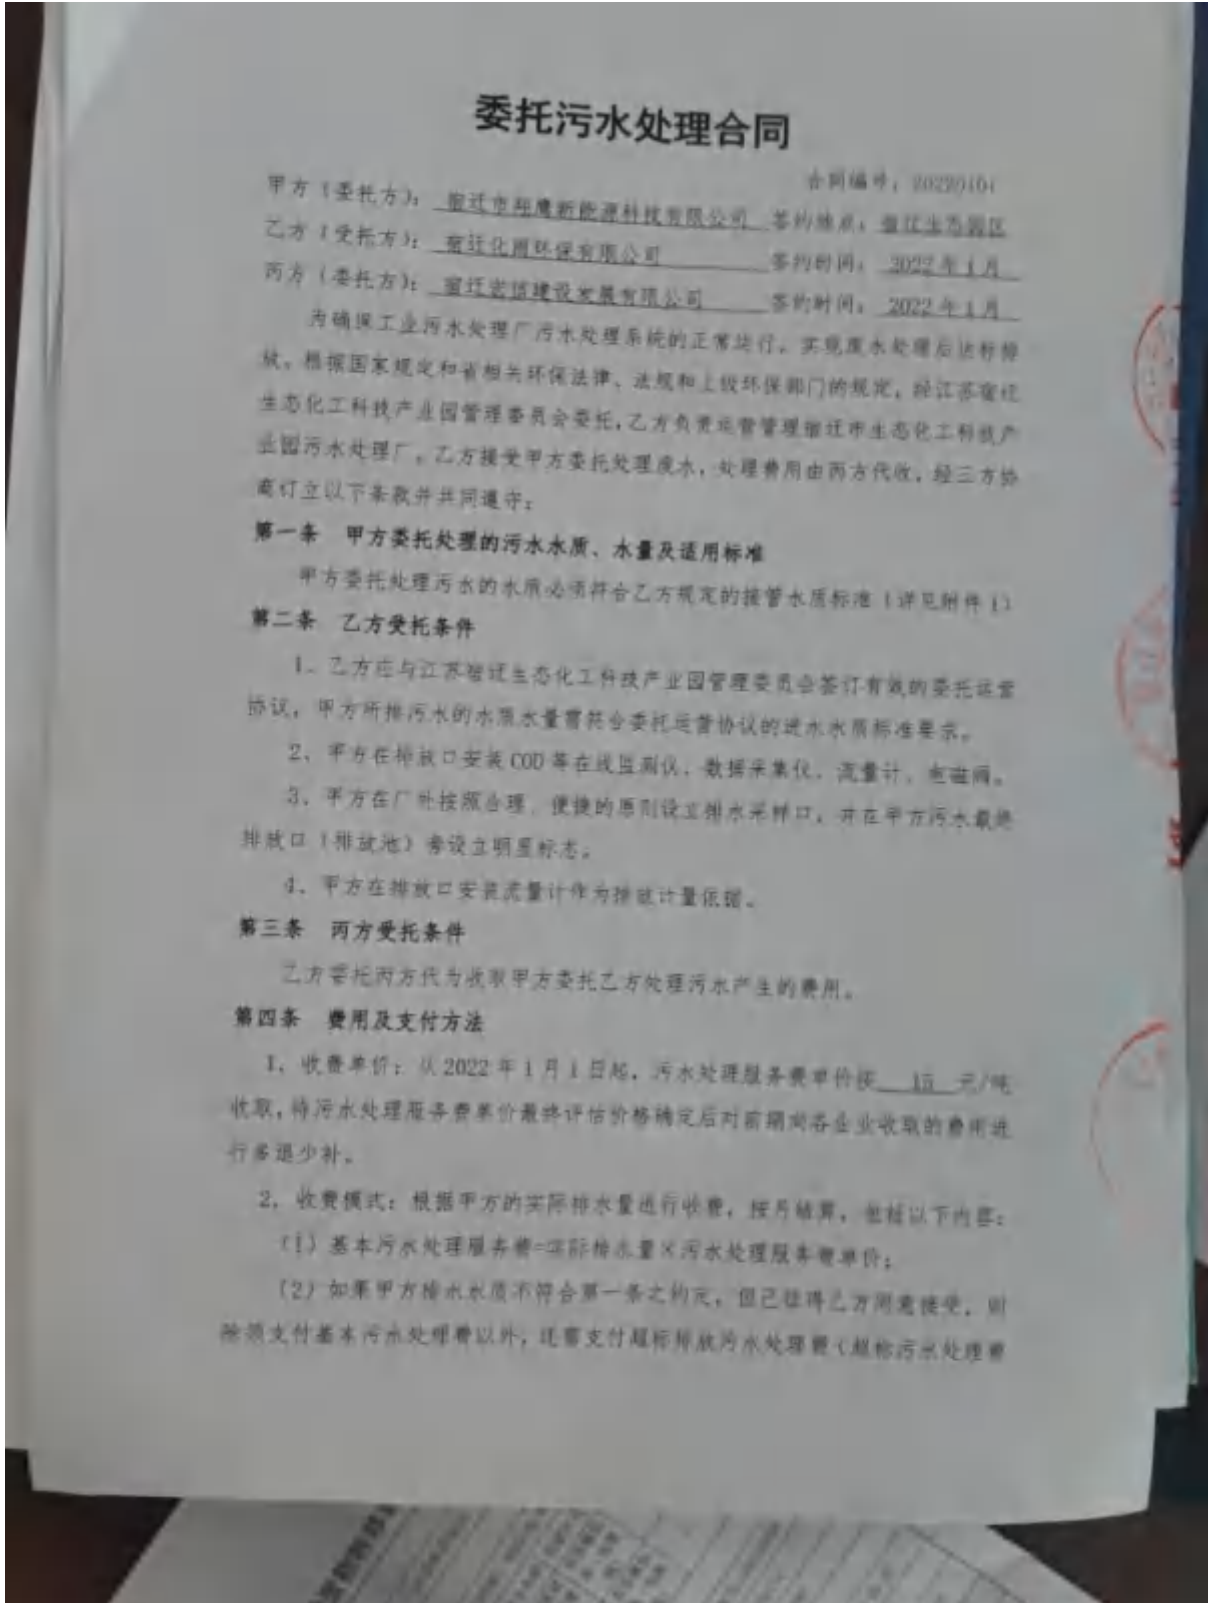 委托污水处理合同
合同编号：20220101
甲方（委托方）：宿迁市翔鹰新能源科技有限公司 签约地点：宿迁生态园区
乙方（受托方）：宿迁化雨环保有限公司 签约时间：2022年1月
丙方（委托方）：宿迁宏信建设发展有限公司 签约时间：2022年1月
为确保工业污水处理厂污水处理系统的正常运行，实现废水处理后达标排
放。根据国家规定和省相关环保法律、法规和上级环保部门的规定，经江苏宿迁
生态化工科技产业园管理委员会委托，乙方负责运营管理宿迁市生态化工科技产
业园污水处理厂。乙方接受甲方委托处理废水，处理费用由丙方代收，经三方协
商订立以下条款并共同遵守：
第一条 甲方委托处理的污水水质、水量及适用标准
甲方委托处理污水的水质必须符合乙方规定的接管水质标准（详见附件1）
第二条 乙方受托条件
1、乙方应与江苏宿迁生态化工科技产业园管理委员会签订有效的委托运营
协议，甲方所排污水的水质水量需符合委托运营协议的进水水质标准要求。
2、甲方在排放口安装COD等在线监测仪、数据采集仪、流量计、电磁阀。
3、甲方在厂外按照合理、便捷的原则设立排水采样口，并在甲方污水最终
排放口（排放池）旁设立明显标志。
4、甲方在排放口安装流量计作为排放计量依据。
第三条 丙方受托条件
乙方委托丙方代为收取甲方委托乙方处理污水产生的费用。
第四条 费用及支付方法
1、收费单价：从2022年1月1日起，污水处理服务费单价按 15 元/吨
收取，待污水处理服务费单价最终评估价格确定后对前期向各企业收取的费用进
行多退少补。
2、收费模式：根据甲方的实际排水量进行收费，按月结算，包括以下内容：
（1）基本污水处理服务费=实际排水量×污水处理服务费单价；
（2）如果甲方排水水质不符合第一条之约定，但已征得乙方同意接受，则
除须支付基本污水处理费以外，还需支付超标排放污水处理费（超标污水处理费